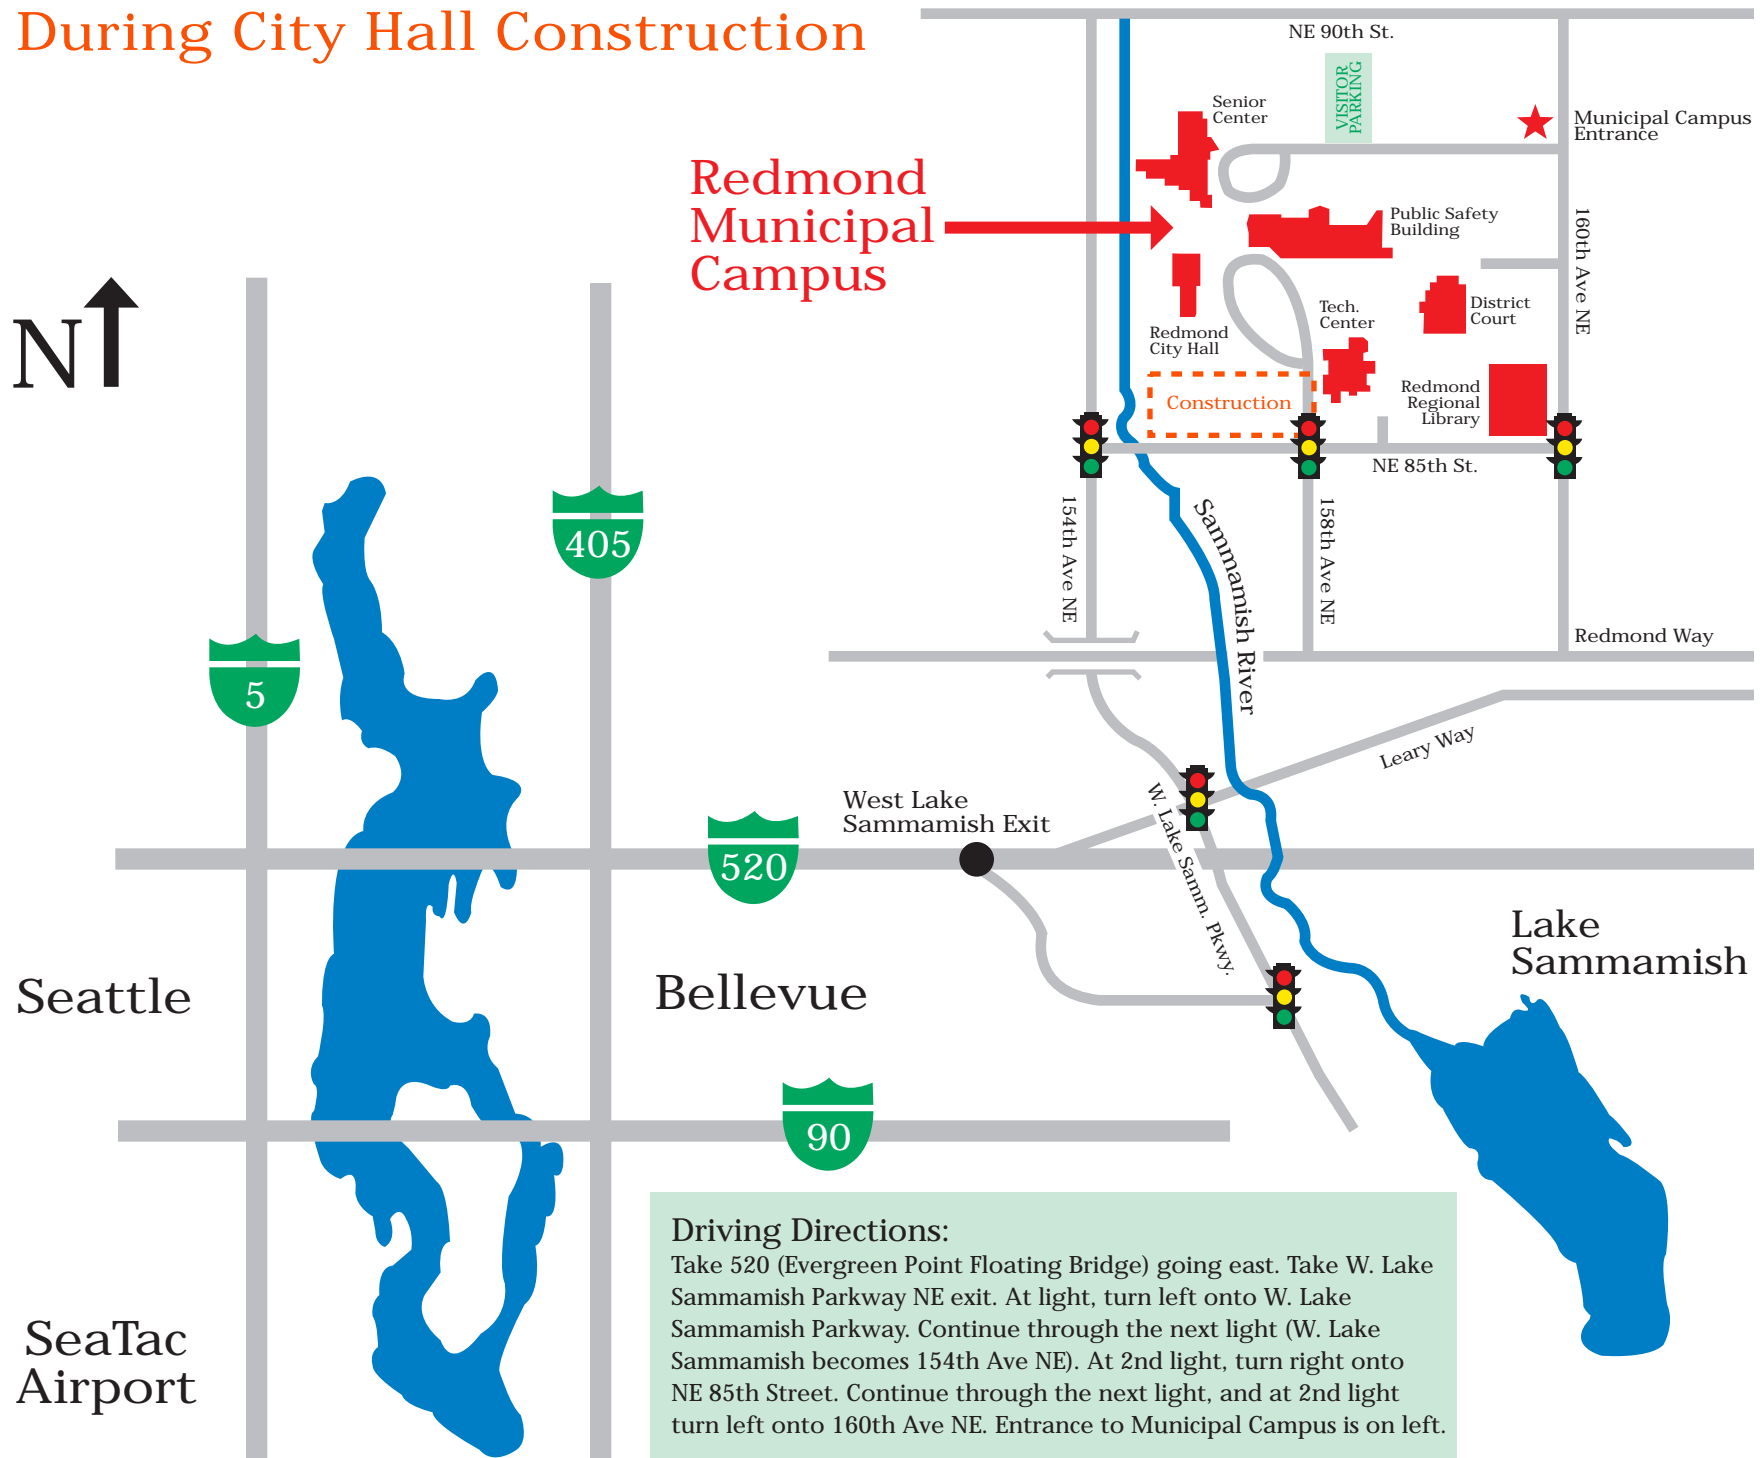 During City Hall Construction
NE 90th St.
VISITOR
PARKING
Senior
Center
Municipal Campus
Entrance
Redmond
Municipal
Campus
Public Safety
Building
160th Ave NE
N
Tech.
Center
District
Court
Redmond
City Hall
Redmond
Regional
Library
Construction
NE 85th St.
154th Ave NE
Sammamish River
158th Ave NE
405
Redmond Way
5
Leary Way
West Lake
Sammamish Exit
W. Lake Samm. Pkwy.
520
Lake
Sammamish
Seattle
Bellevue
90
Driving Directions:
Take 520 (Evergreen Point Floating Bridge) going east. Take W. Lake
Sammamish Parkway NE exit. At light, turn left onto W. Lake
Sammamish Parkway. Continue through the next light (W. Lake
Sammamish becomes 154th Ave NE). At 2nd light, turn right onto
NE 85th Street. Continue through the next light, and at 2nd light
turn left onto 160th Ave NE. Entrance to Municipal Campus is on left.
SeaTac
Airport